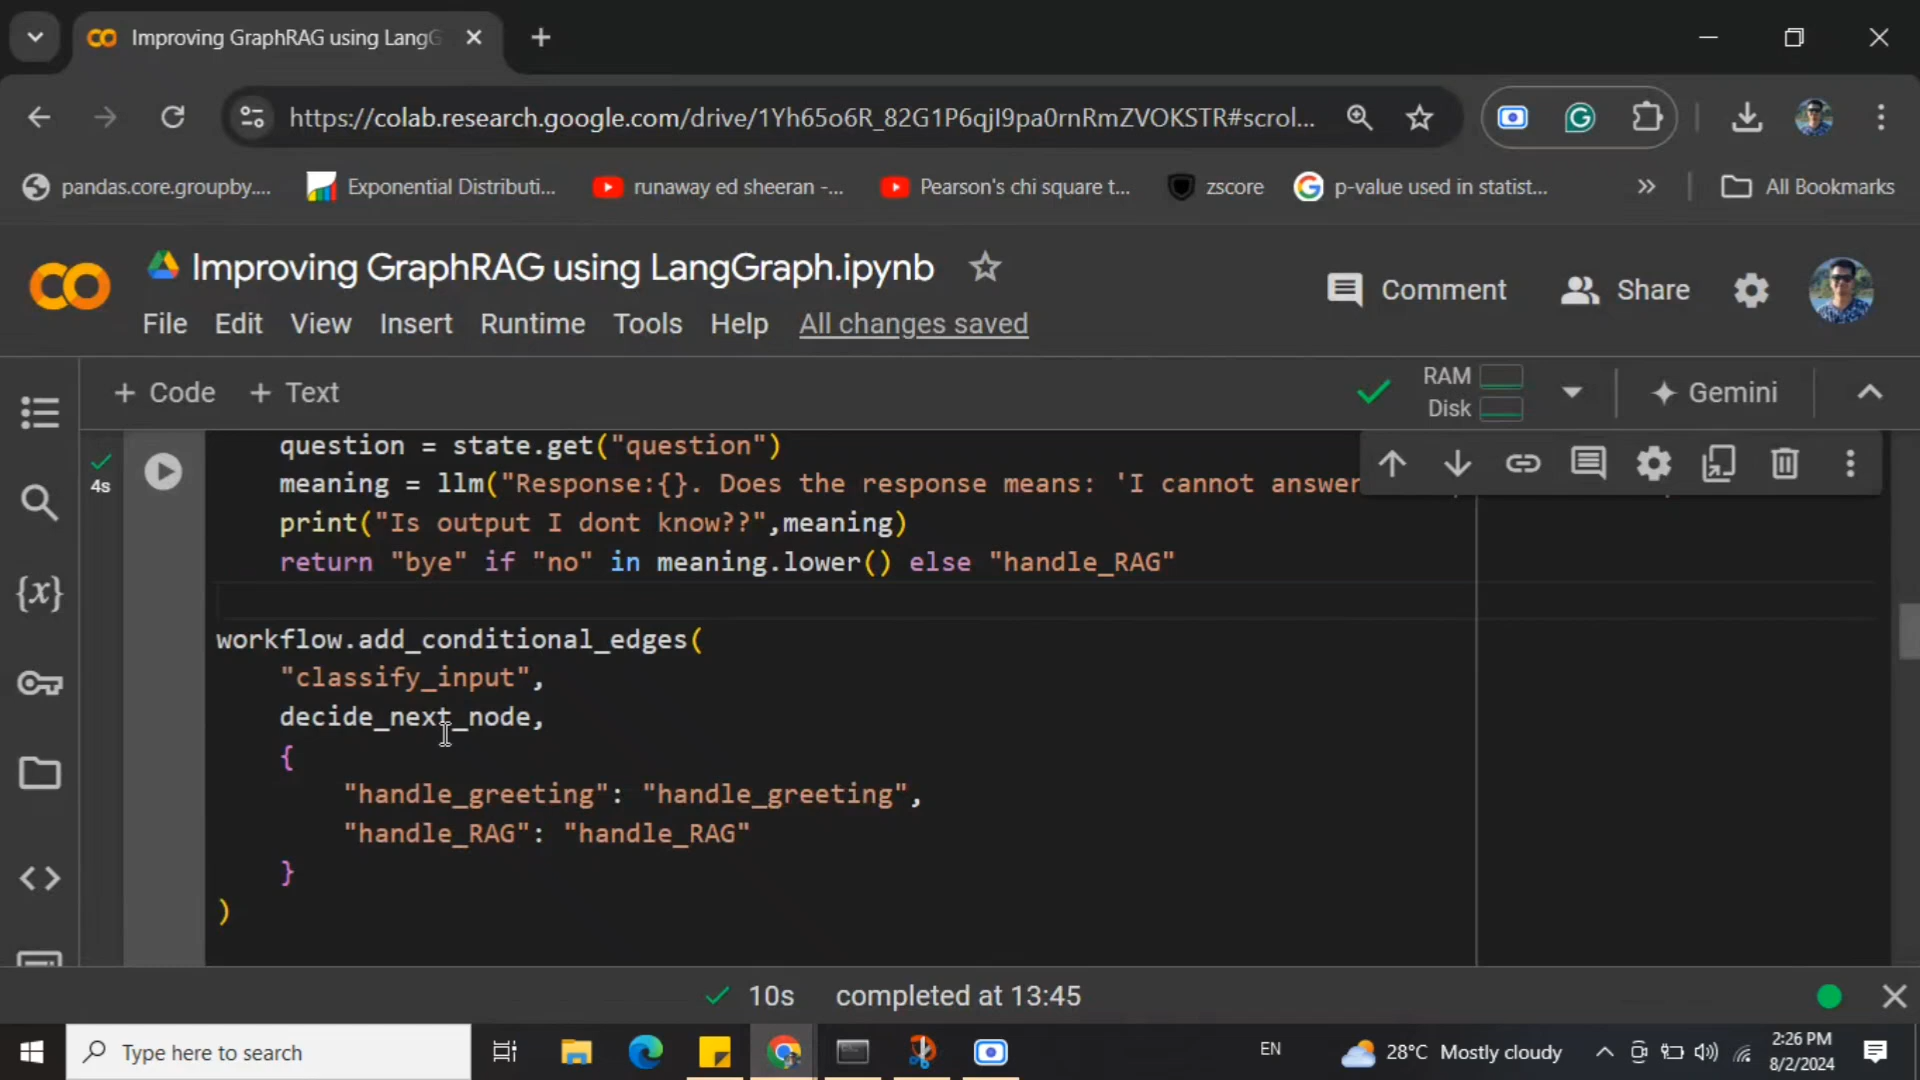 Improving GraphRAG using LangG
https://colab.research.google.com/drive/1Yh65o6R_82G1P6qjI9pa0rnRmZVOKSTR#scrol...
pandas.core.groupby.... Exponential Distributi... runaway ed sheeran -... Pearson's chi square t... zscore p-value used in statist... » All Bookmarks
Improving GraphRAG using LangGraph.ipynb
Comment Share
File Edit View Insert Runtime Tools Help All changes saved
+ Code + Text RAM Disk Gemini
question = state.get("question")
4s
meaning = llm("Response:{}. Does the response means: 'I cannot answer
print("Is output I dont know??",meaning)
return "bye" if "no" in meaning.lower() else "handle_RAG"
workflow.add_conditional_edges(
"classify_input",
decide_next_node,
{
"handle_greeting": "handle_greeting",
"handle_RAG": "handle_RAG"
}
)
10s completed at 13:45
Type here to search EN 28°C Mostly cloudy 2:26 PM
8/2/2024